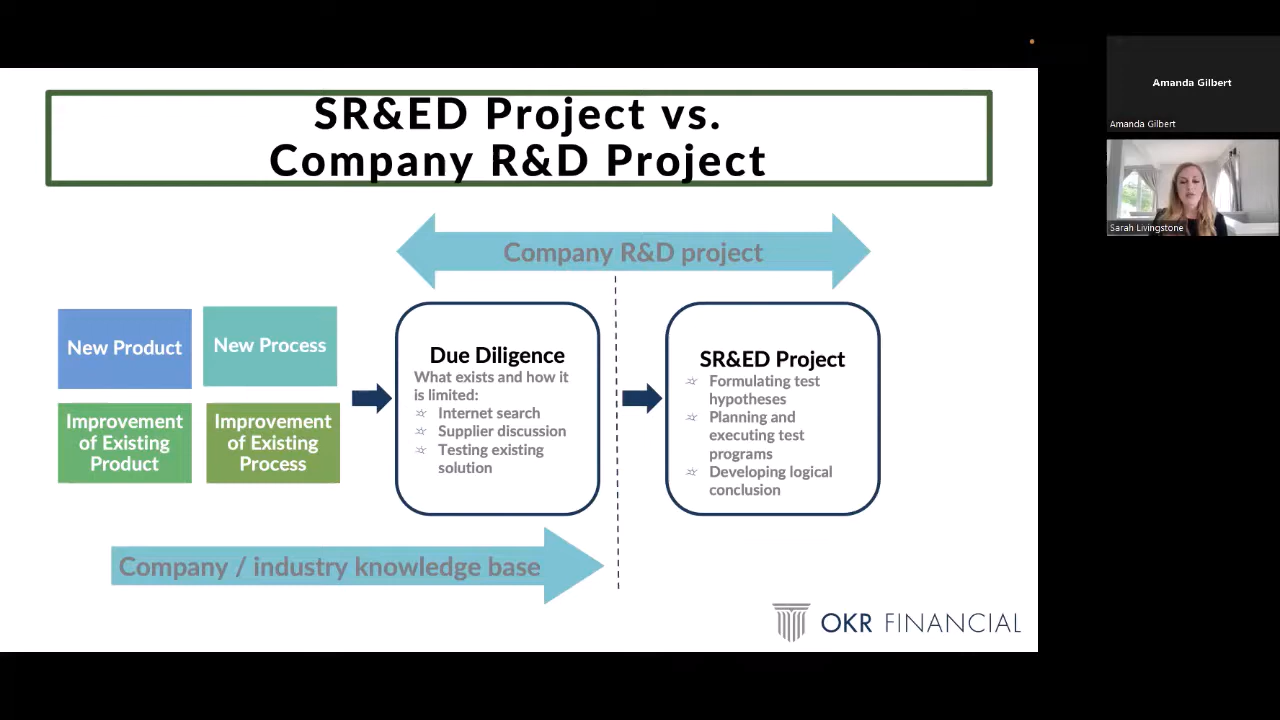 SR&ED Project vs.
Company R&D Project
Company R&D project
New Product
New Process
Improvement
of Existing
Product
Improvement
of Existing
Process
Due Diligence
What exists and how it
is limited:
Internet search
Supplier discussion
Testing existing
solution
SR&ED Project
Formulating test
hypotheses
Planning and
executing test
programs
Developing logical
conclusion
Company / industry knowledge base
OKR FINANCIAL
Amanda Gilbert
Amanda Gilbert
Sarah Livingstone